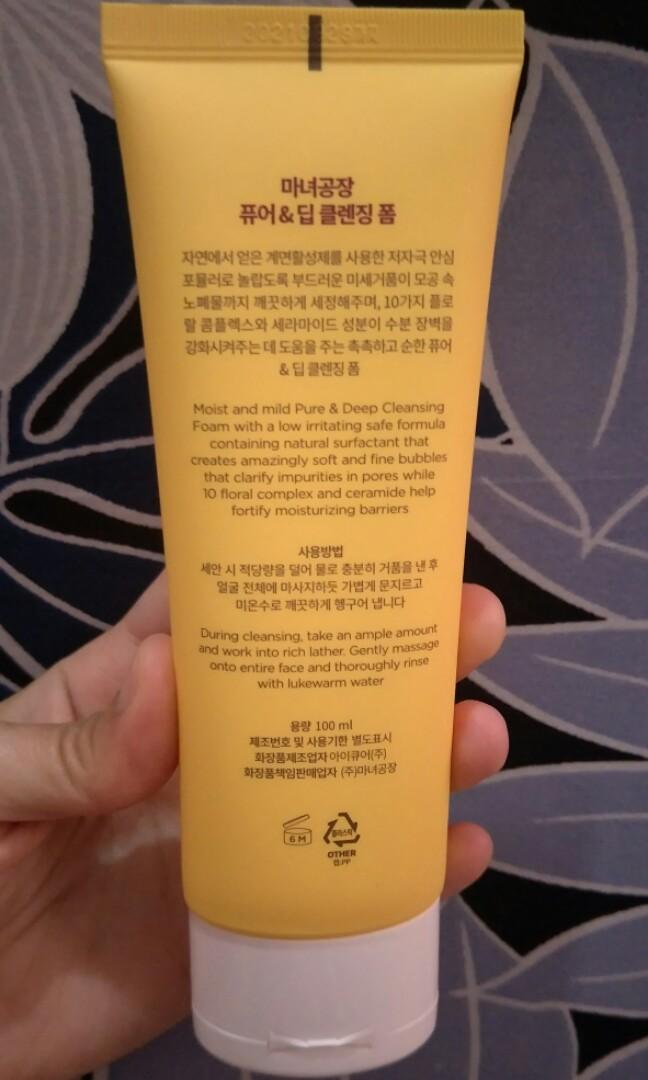 마녀공장
퓨어 & 딥 클렌징 폼
자연에서 얻은 계면활성제를 사용한 저자극 안심
포뮬러로 놀랍도록 부드러운 미세거품이 모공 속
노폐물까지 깨끗하게 세정해주며, 10가지 플로
랄 콤플렉스와 세라마이드 성분이 수분 장벽을
강화시켜주는 데 도움을 주는 촉촉하고 순한 퓨어
& 딥 클렌징 폼
Moist and mild Pure & Deep Cleansing
Foam with a low irritating safe formula
containing natural surfactant that
creates amazingly soft and fine bubbles
that clarify impurities in pores while
10 floral complex and ceramide help
fortify moisturizing barriers
사용방법
세안 시 적당량을 덜어 물로 충분히 거품을 낸 후
얼굴 전체에 마사지하듯 가볍게 문지르고
미온수로 깨끗하게 헹구어 냅니다
During cleansing, take an ample amount
and work into rich lather. Gently massage
onto entire face and thoroughly rinse
with lukewarm water
용량 100 ml
제조번호 및 사용기한 별도표시
화장품제조업자 아이큐어(주)
화장품책임판매업자 (주)마녀공장
6 M
플라스틱
OTHER
캡:PP